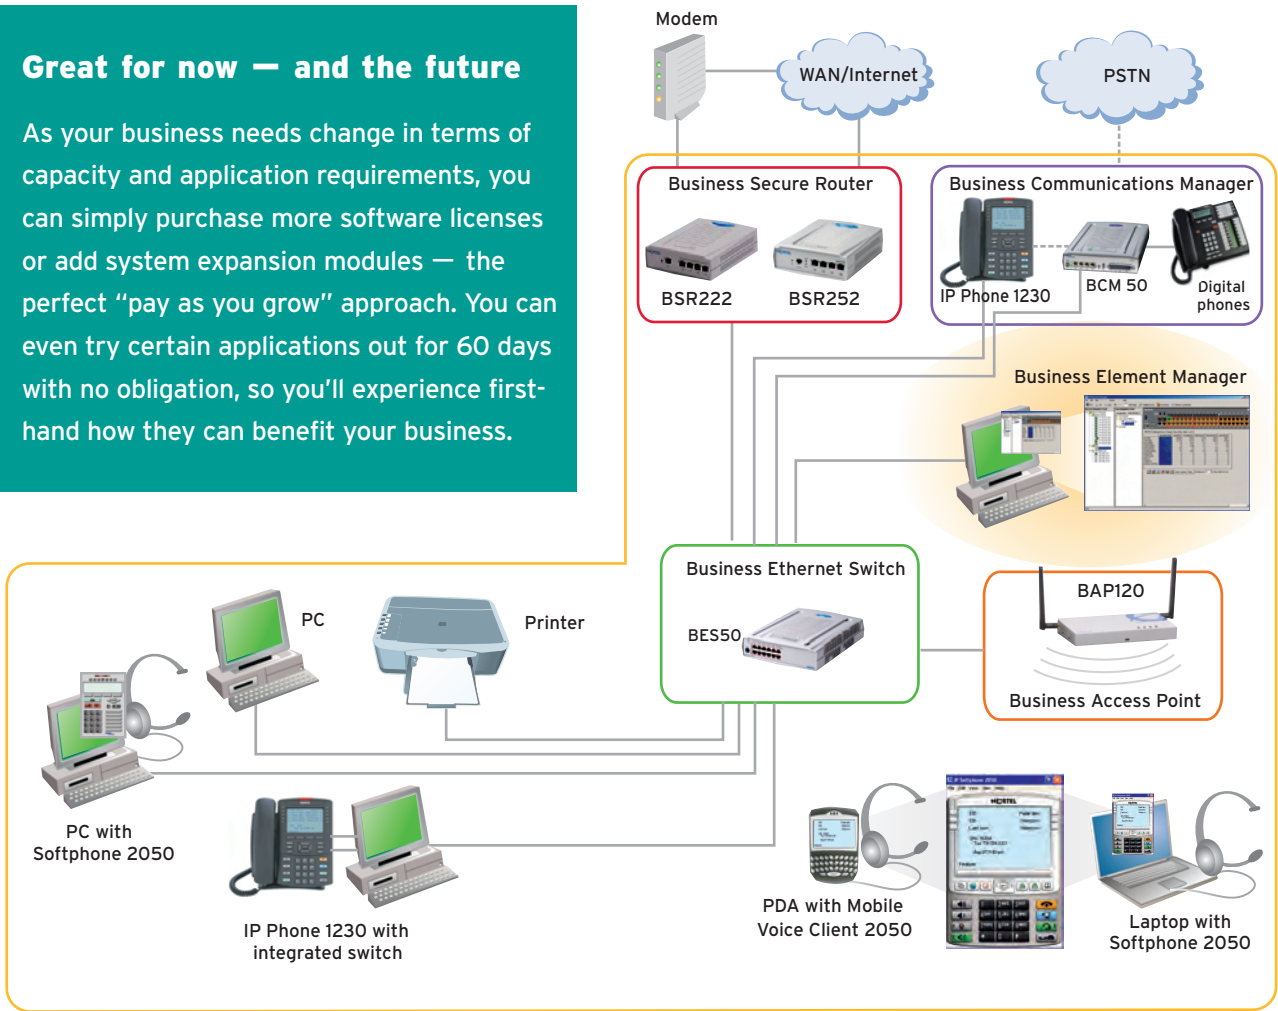 Great for now — and the future
As your business needs change in terms of
capacity and application requirements, you
can simply purchase more software licenses
or add system expansion modules — the
perfect “pay as you grow” approach. You can
even try certain applications out for 60 days
with no obligation, so you’ll experience first-
hand how they can benefit your business.
Modem
WAN/Internet
PSTN
Business Secure Router
BSR222
BSR252
Business Communications Manager
IP Phone 1230
BCM 50
Digital
phones
Business Element Manager
Business Ethernet Switch
BES50
BAP120
Business Access Point
PC
Printer
PC with
Softphone 2050
IP Phone 1230 with
integrated switch
PDA with Mobile
Voice Client 2050
IP Softphone 2050
NORTEL
Laptop with
Softphone 2050